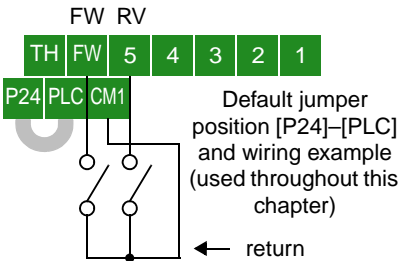 FW RV
TH FW 5 4 3 2 1
P24 PLC CM1
Default jumper
position [P24]–[PLC]
and wiring example
(used throughout this
chapter)
return